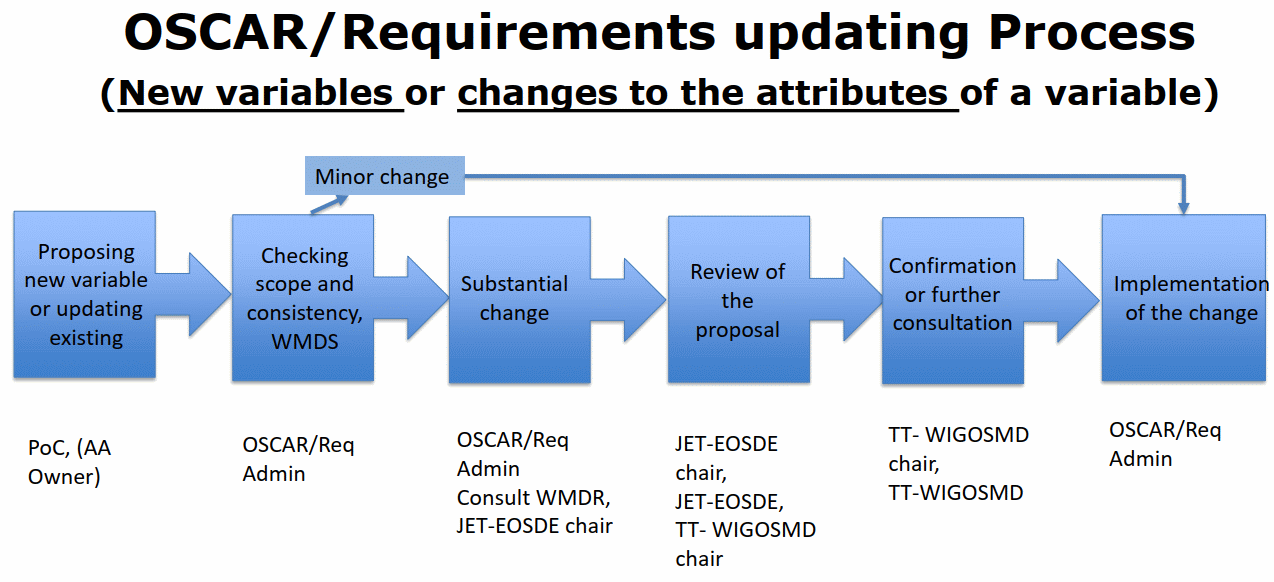 OSCAR/Requirements updating Process
(New variables or changes to the attributes of a variable)
Minor change
Proposing
new variable
or updating
existing
Checking
scope and
consistency,
WMDS
Substantial
change
Review of
the
proposal
Confirmation
or further
consultation
Implementation
of the change
PoC, (AA
Owner)
OSCAR/Req
Admin
OSCAR/Req
Admin
Consult WMDR,
JET-EOSDE chair
JET-EOSDE
chair,
JET-EOSDE,
TT- WIGOSMD
chair
TT- WIGOSMD
chair,
TT-WIGOSMD
OSCAR/Req
Admin